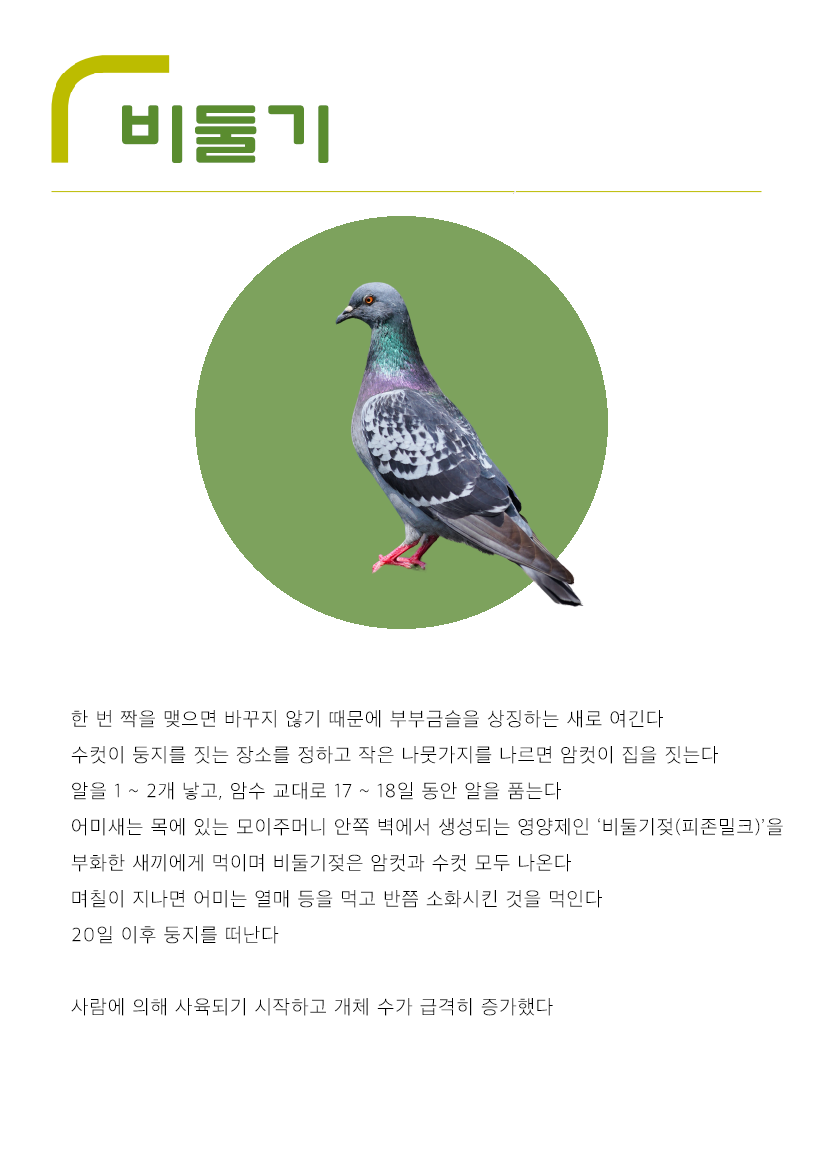 비둘기
한 번 짝을 맺으면 바꾸지 않기 때문에 부부금슬을 상징하는 새로 여긴다
수컷이 둥지를 짓는 장소를 정하고 작은 나뭇가지를 나르면 암컷이 집을 짓는다
알을 1 ~ 2개 낳고, 암수 교대로 17 ~ 18일 동안 알을 품는다
어미새는 목에 있는 모이주머니 안쪽 벽에서 생성되는 영양제인 ‘비둘기젖(피존밀크)’을
부화한 새끼에게 먹이며 비둘기젖은 암컷과 수컷 모두 나온다
며칠이 지나면 어미는 열매 등을 먹고 반쯤 소화시킨 것을 먹인다
20일 이후 둥지를 떠난다
사람에 의해 사육되기 시작하고 개체 수가 급격히 증가했다